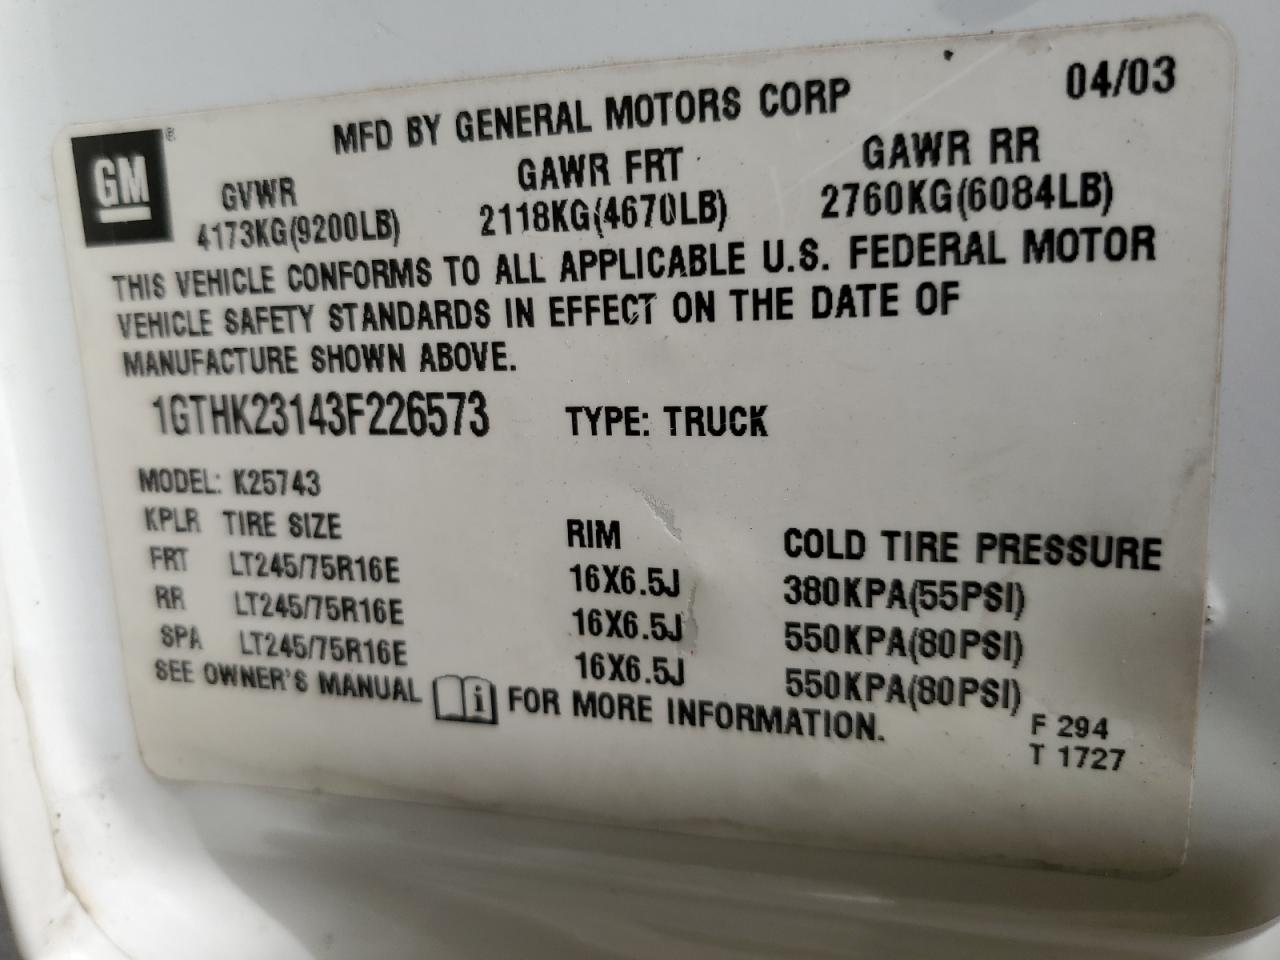 04/03
GM ®
MFD BY GENERAL MOTORS CORP
GVWR GAWR FRT GAWR RR
4173KG(9200LB) 2118KG(4670LB) 2760KG(6084LB)
THIS VEHICLE CONFORMS TO ALL APPLICABLE U.S. FEDERAL MOTOR
VEHICLE SAFETY STANDARDS IN EFFECT ON THE DATE OF
MANUFACTURE SHOWN ABOVE.
1GTHK23143F226573 TYPE: TRUCK
MODEL: K25743
KPLR TIRE SIZE RIM COLD TIRE PRESSURE
FRT LT245/75R16E 16X6.5J 380KPA(55PSI)
RR LT245/75R16E 16X6.5J 550KPA(80PSI)
SPA LT245/75R16E 16X6.5J 550KPA(80PSI)
SEE OWNER'S MANUAL i FOR MORE INFORMATION.
F 294
T 1727